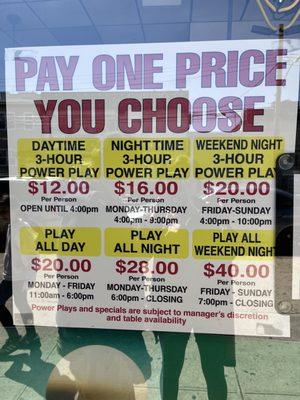 PAY ONE PRICE
YOU CHOOSE
DAYTIME
3-HOUR
POWER PLAY
$12.00
Per Person
OPEN UNTIL 4:00pm
NIGHT TIME
3-HOUR
POWER PLAY
$16.00
Per Person
MONDAY-THURSDAY
4:00pm - 9:00pm
WEEKEND NIGHT
3-HOUR
POWER PLAY
$20.00
Per Person
FRIDAY-SUNDAY
4:00pm - 10:00pm
PLAY
ALL DAY
$20.00
Per Person
MONDAY - FRIDAY
11:00am - 6:00pm
PLAY
ALL NIGHT
$28.00
Per Person
MONDAY-THURSDAY
6:00pm - CLOSING
PLAY ALL
WEEKEND NIGHT
$40.00
Per Person
FRIDAY - SUNDAY
7:00pm - CLOSING
Power Plays and specials are subject to manager's discretion
and table availability